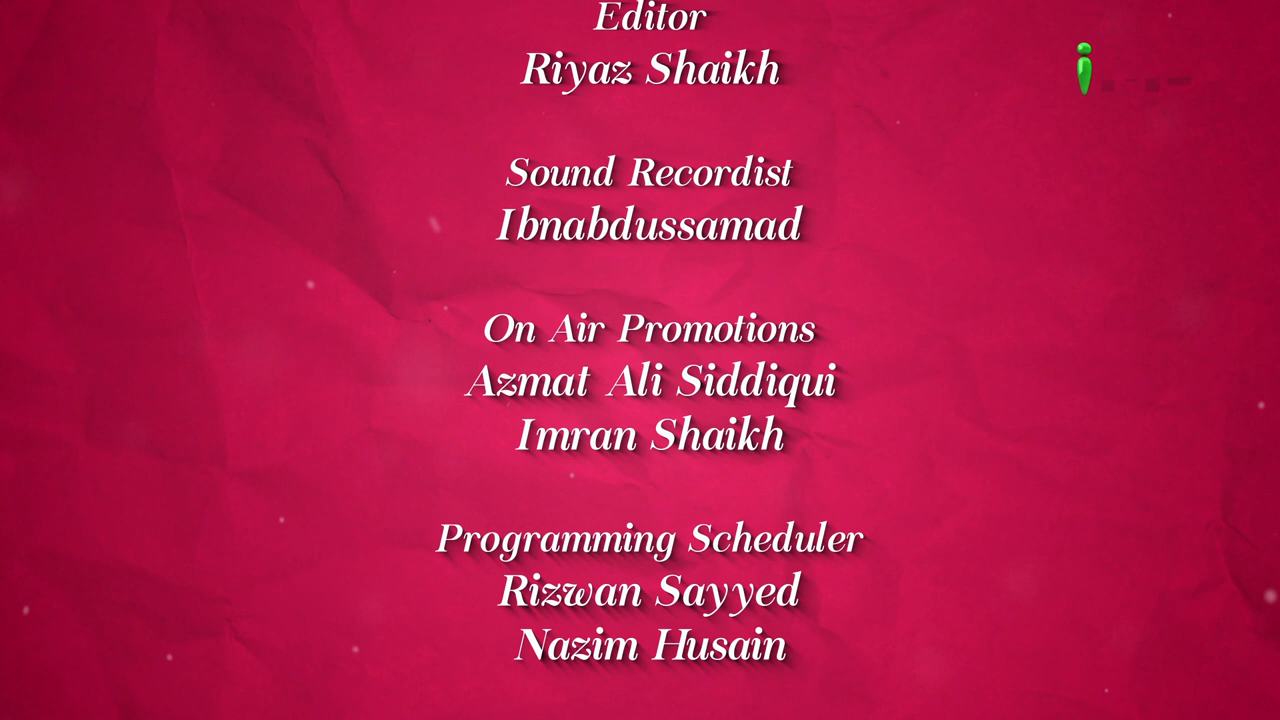 Editor
Riyaz Shaikh
Sound Recordist
Ibnabdussamad
On Air Promotions
Azmat Ali Siddiqui
Imran Shaikh
Programming Scheduler
Rizwan Sayyed
Nazim Husain